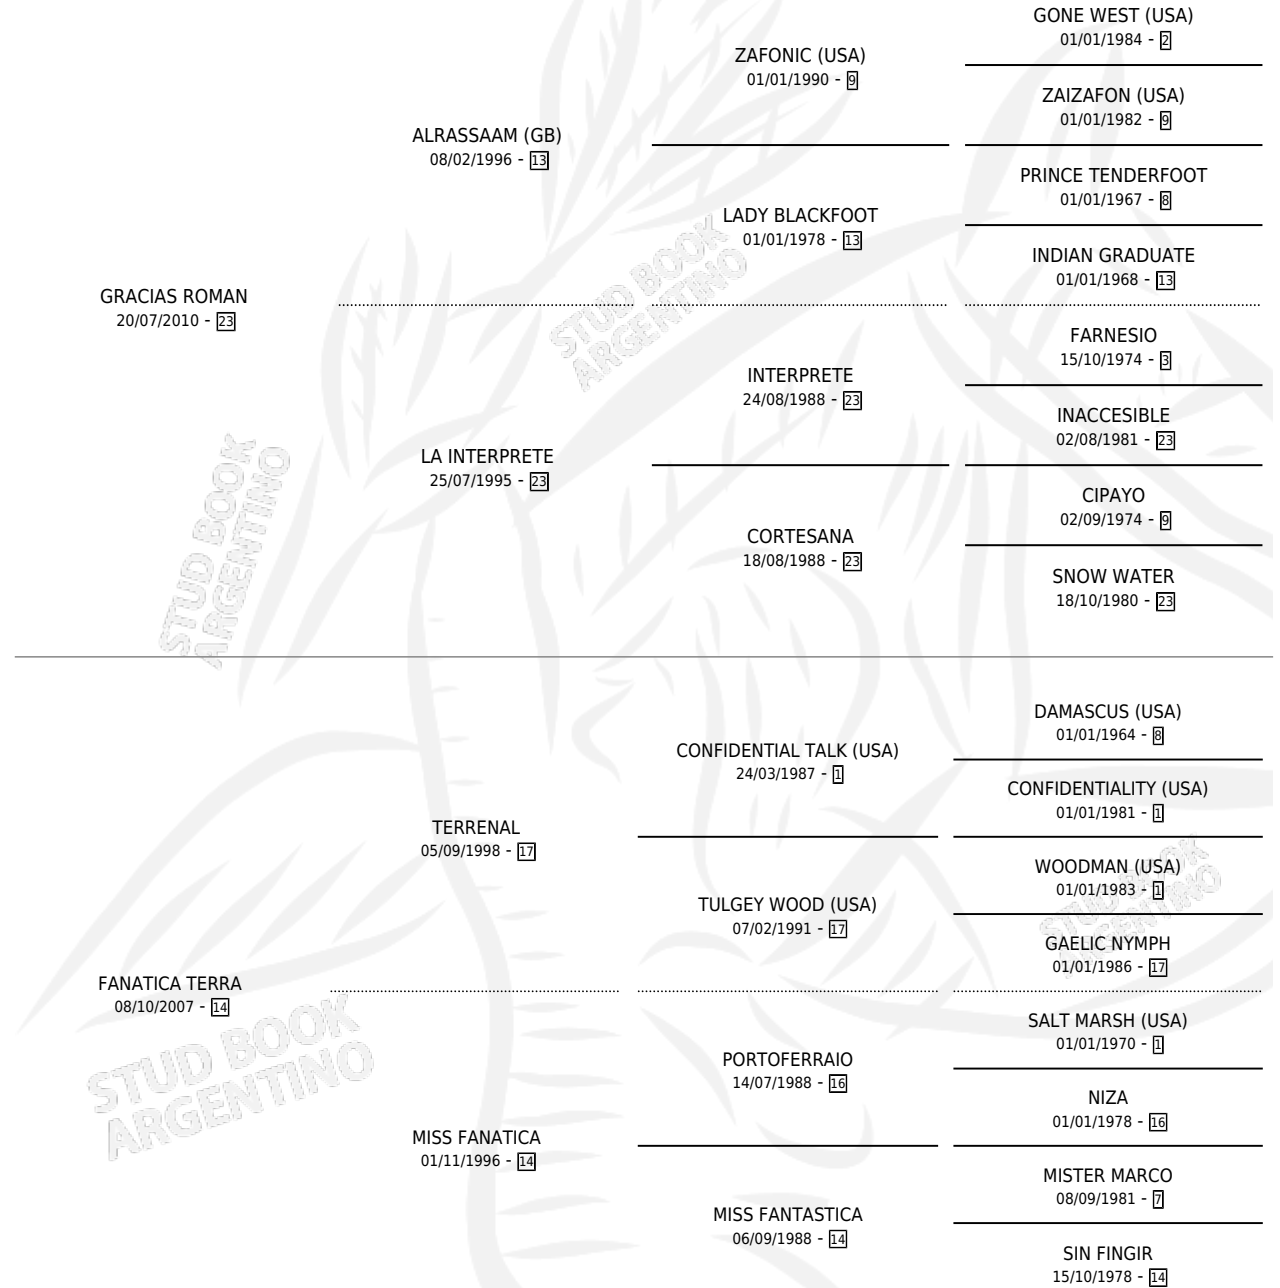 GONE WEST (USA)
01/01/1984 - 2
ZAFONIC (USA)
01/01/1990 - 9
ZAIZAFON (USA)
01/01/1982 - 9
ALRASSAAM (GB)
08/02/1996 - 13
PRINCE TENDERFOOT
01/01/1967 - 8
LADY BLACKFOOT
01/01/1978 - 13
INDIAN GRADUATE
01/01/1968 - 13
GRACIAS ROMAN
20/07/2010 - 23
STUD BOOK
ARGENTINO
FARNESIO
15/10/1974 - 3
INTERPRETE
24/08/1988 - 23
INACCESIBLE
02/08/1981 - 23
LA INTERPRETE
25/07/1995 - 23
CIPAYO
02/09/1974 - 9
CORTESANA
18/08/1988 - 23
SNOW WATER
18/10/1980 - 23
STUD BOOK
ARGENTINO
DAMASCUS (USA)
01/01/1964 - 8
CONFIDENTIAL TALK (USA)
24/03/1987 - 1
CONFIDENTIALITY (USA)
01/01/1981 - 1
TERRENAL
05/09/1998 - 17
WOODMAN (USA)
01/01/1983 - 1
TULGEY WOOD (USA)
07/02/1991 - 17
GAELIC NYMPH
01/01/1986 - 17
STUD BOOK
ARGENTINO
FANATICA TERRA
08/10/2007 - 14
SALT MARSH (USA)
01/01/1970 - 1
PORTOFERRAIO
14/07/1988 - 16
NIZA
01/01/1978 - 16
STUD BOOK
ARGENTINO
MISS FANATICA
01/11/1996 - 14
MISTER MARCO
08/09/1981 - 7
MISS FANTASTICA
06/09/1988 - 14
SIN FINGIR
15/10/1978 - 14